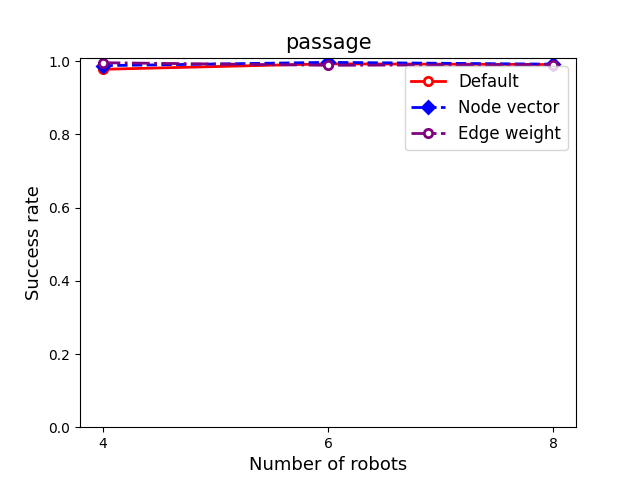 passage
Default
Node vector
Edge weight
Success rate
1.0
0.8
0.6
0.4
0.2
0.0
4
6
8
Number of robots